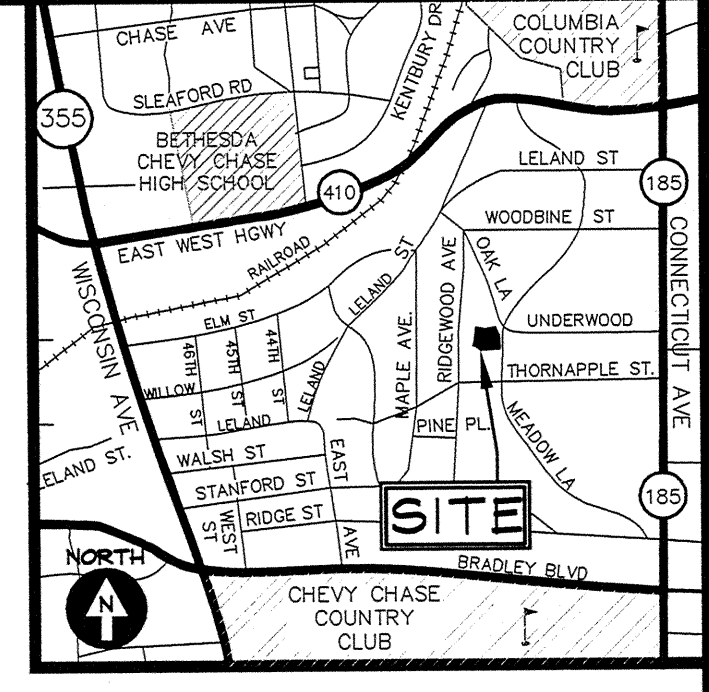 CHASE AVE
COLUMBIA
COUNTRY
CLUB
KENTBURY DR
SLEAFORD RD
355
BETHESDA
CHEVY CHASE
HIGH SCHOOL
LELAND ST
410
185
WOODBINE ST
EAST WEST HGWY
RAILROAD
OAK LA
CONNECTICUT AVE
WISCONSIN AVE
LELAND ST
RIDGEWOOD AVE
ELM ST
UNDERWOOD
46TH ST
45TH ST
44TH ST
MAPLE AVE.
THORNAPPLE ST.
WILLOW
LELAND
LELAND
PINE PL.
MEADOW LA
WALSH ST
EAST AVE
ELAND ST.
STANFORD ST
185
WEST ST
RIDGE ST
SITE
NORTH
N
BRADLEY BLVD
CHEVY CHASE
COUNTRY
CLUB